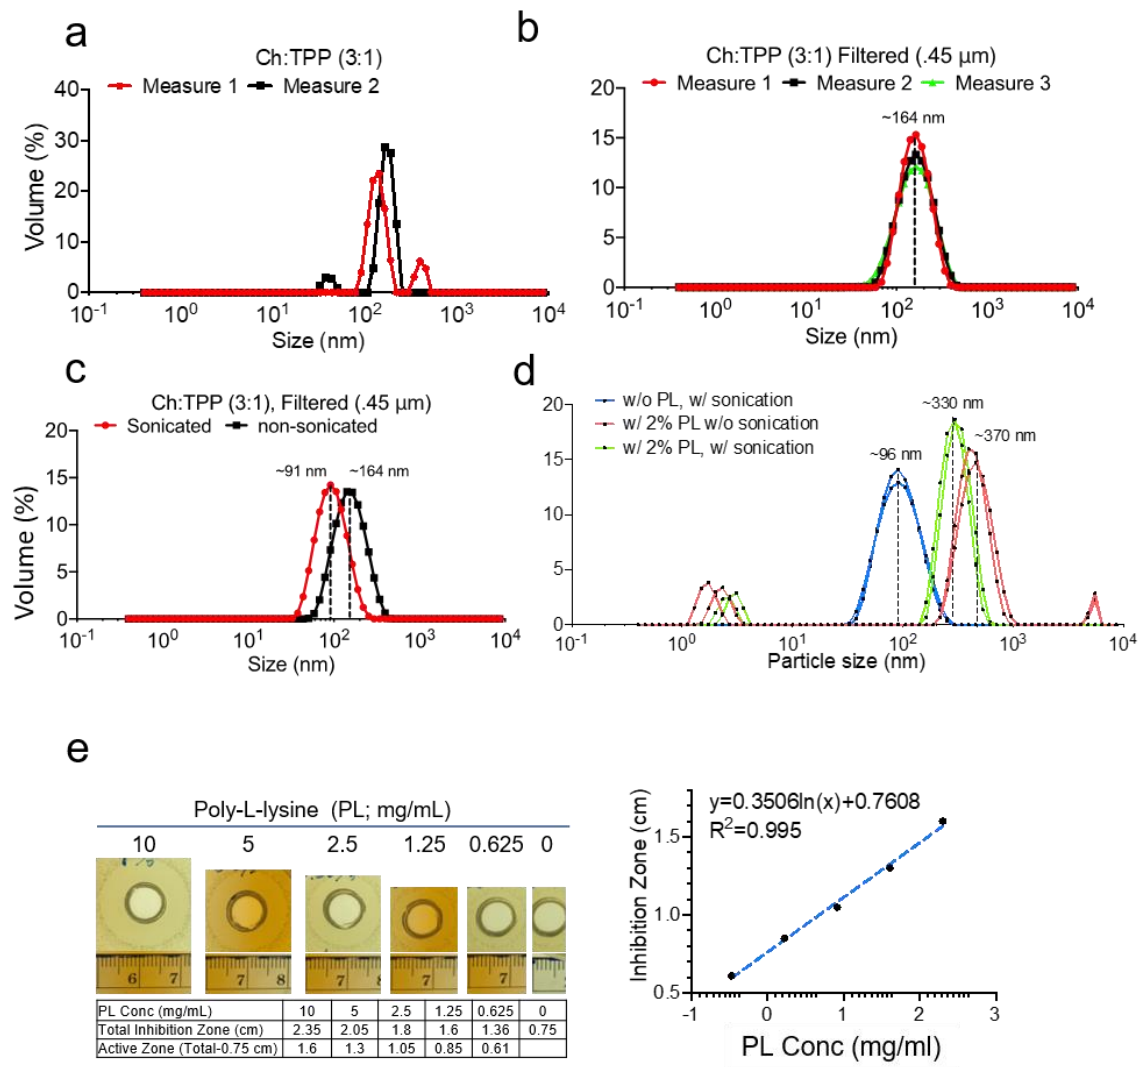 a
Ch:TPP (3:1)
Measure 1 Measure 2
40
30
20
10
0
Volume (%)
10-1 100 102 103 104
Size (nm)
b
Ch:TPP (3:1) Filtered (.45 µm)
Measure 1 Measure 2 Measure 3
~164 nm
20
15
10
5
0
10-1 100 101 102 103 104
Size (nm)
c
Ch:TPP (3:1), Filtered (.45 µm)
Sonicated non-sonicated
~91 nm ~164 nm
20
15
10
5
0
Volume (%)
10-1 100 101 102 103 104
Size (nm)
d
w/o PL, w/ sonication
w/ 2% PL w/o sonication
w/ 2% PL, w/ sonication
~330 nm
~370 nm
~96 nm
20
15
10
5
0
10-1 100 101 102 103 104
Particle size (nm)
e
Poly-L-lysine (PL; mg/mL)
10 5 2.5 1.25 0.625 0
6 7 7 8 7 7 7
PL Conc (mg/mL) 10 5 2.5 1.25 0.625 0
Total Inhibition Zone (cm) 2.35 2.05 1.8 1.6 1.36 0.75
Active Zone (Total-0.75 cm) 1.6 1.3 1.05 0.85 0.61
y=0.3506ln(x)+0.7608
R2=0.995
Inhibition Zone (cm)
1.5
1.0
0.5
-1 0 1 2 3
PL Conc (mg/ml)